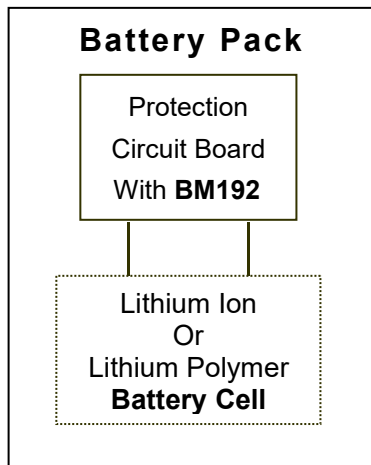 Battery Pack
Protection
Circuit Board
With BM192
Lithium Ion
Or
Lithium Polymer
Battery Cell